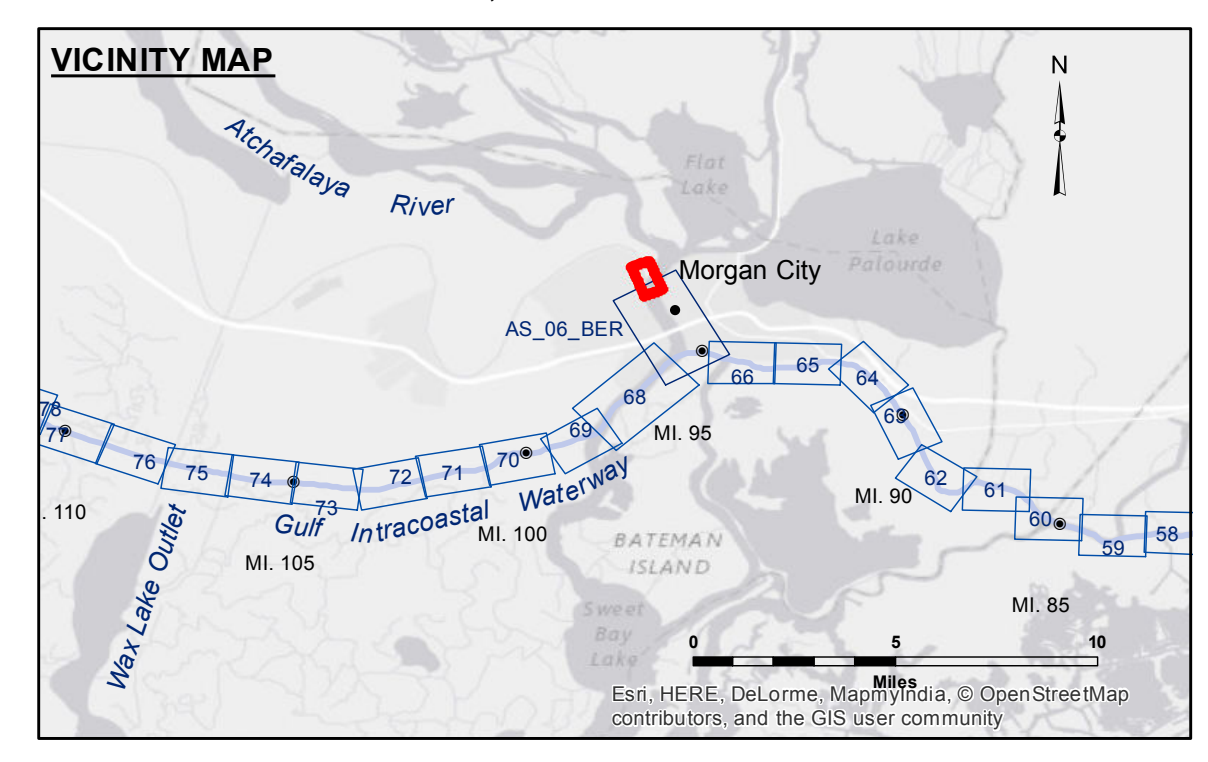 VICINITY MAP
N
Atchafalaya
River
Flat
Lake
Lake
Palourde
Morgan City
AS_06_BER
66
65
64
63
68
69
MI. 95
78
77
76
75
74
73
72
71
70
62
61
60
59
58
MI. 90
. 110
Wax Lake Outlet
Gulf Intracoastal Waterway
MI. 105
MI. 100
BATEMAN
ISLAND
MI. 85
Sweet
Bay
Lake
0 5 10
Miles
Esri, HERE, DeLorme, MapmyIndia, © OpenStreetMap
contributors, and the GIS user community